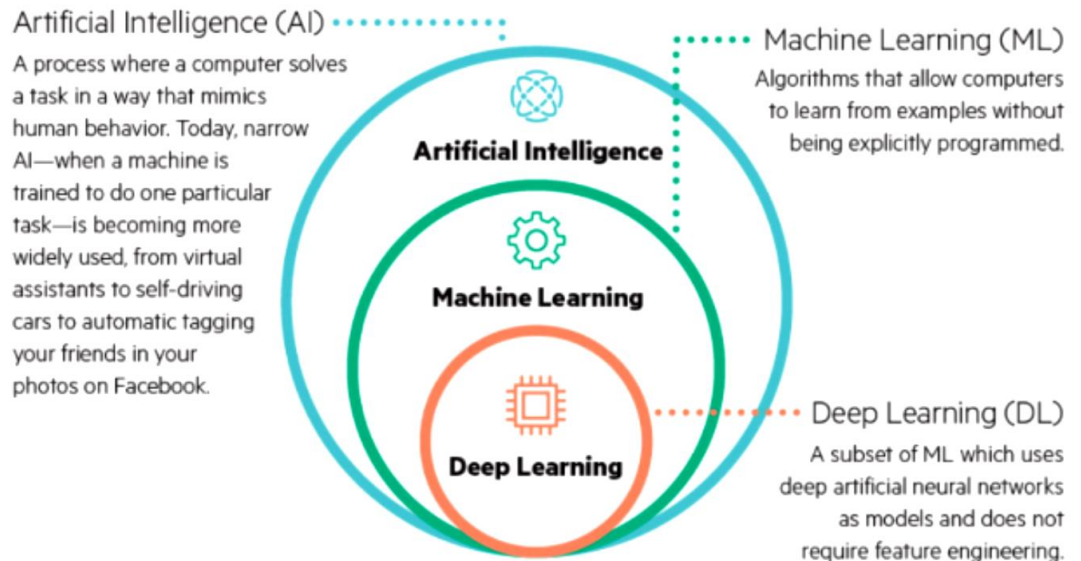 Artificial Intelligence (AI)
A process where a computer solves
a task in a way that mimics
human behavior. Today, narrow
AI—when a machine is
trained to do one particular
task—is becoming more
widely used, from virtual
assistants to self-driving
cars to automatic tagging
your friends in your
photos on Facebook.
Artificial Intelligence
Machine Learning
Deep Learning
Machine Learning (ML)
Algorithms that allow computers
to learn from examples without
being explicitly programmed.
Deep Learning (DL)
A subset of ML which uses
deep artificial neural networks
as models and does not
require feature engineering.